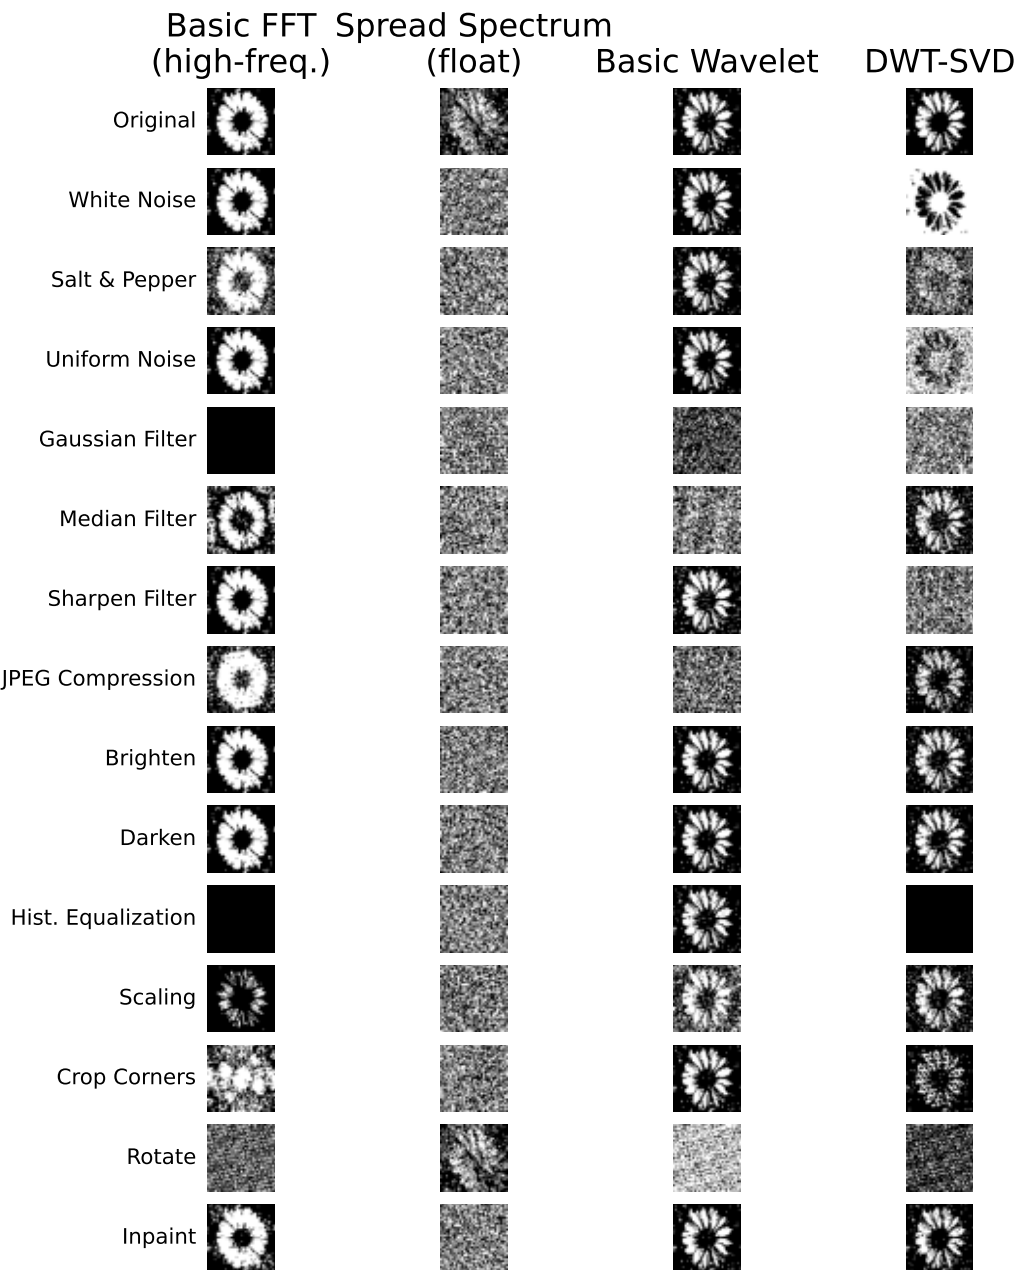 Basic FFT Spread Spectrum
(high-freq.) (float) Basic Wavelet DWT-SVD
Original
White Noise
Salt & Pepper
Uniform Noise
Gaussian Filter
Median Filter
Sharpen Filter
JPEG Compression
Brighten
Darken
Hist. Equalization
Scaling
Crop Corners
Rotate
Inpaint